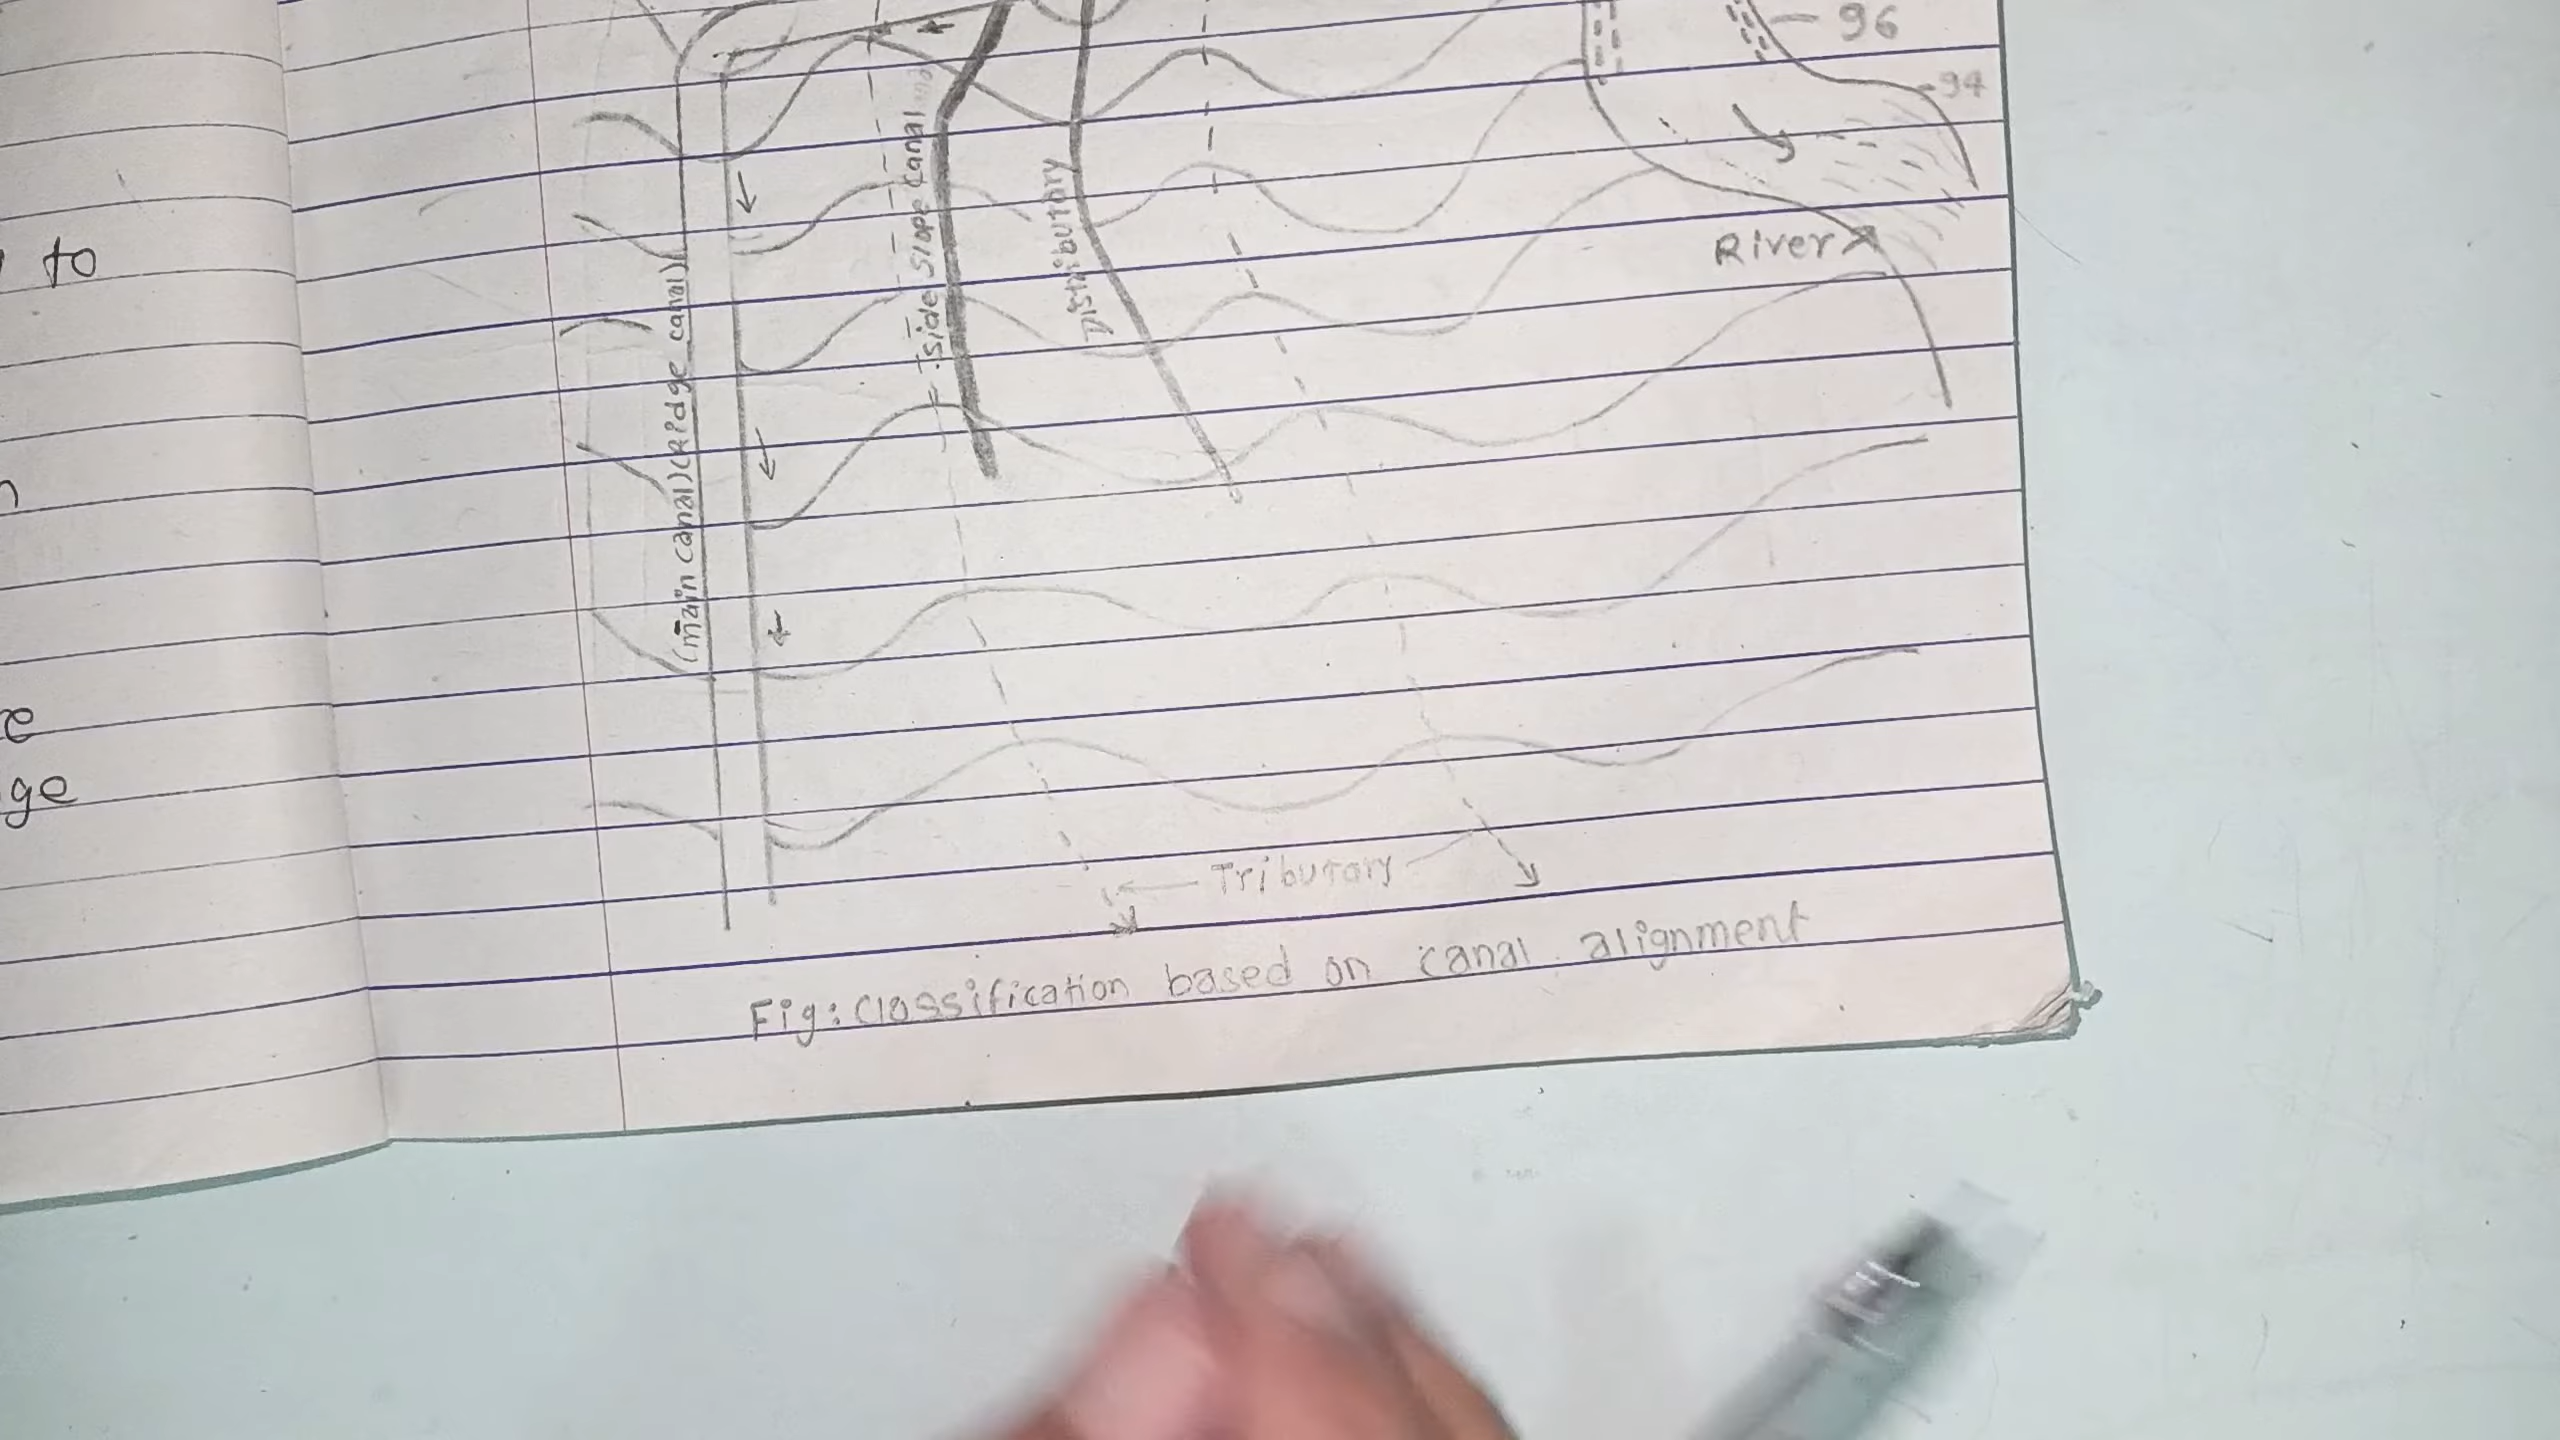 96
94
to
River
side slope canal
Distributory
(main canal) (Ridge canal)
ge
Tributory
Fig: Classification based on canal alignment